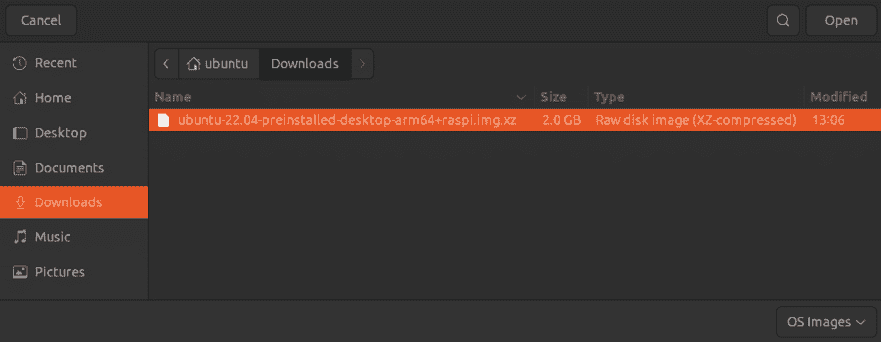 Cancel Open
Recent
Home
Desktop
Documents
Downloads
Music
Pictures
ubuntu Downloads
Name Size Type Modified
ubuntu-22.04-preinstalled-desktop-arm64+raspi.img.xz 2.0 GB Raw disk image (XZ-compressed) 13:06
OS Images